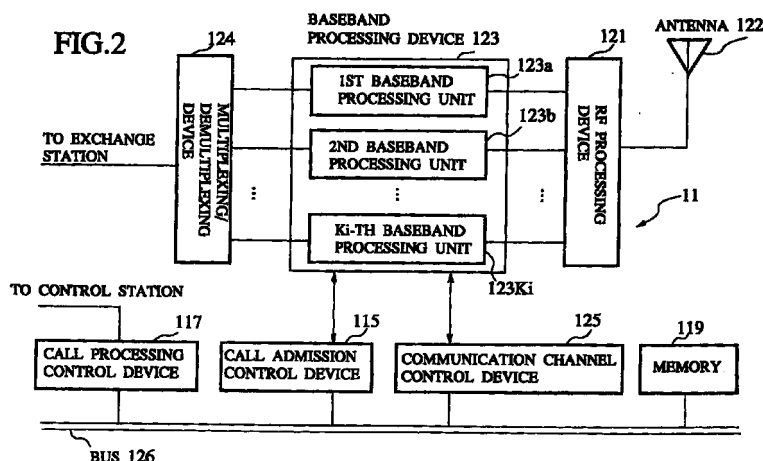 FIG.2
124
BASEBAND
PROCESSING DEVICE 123
121
ANTENNA 122
123a
1ST BASEBAND
PROCESSING UNIT
123b
2ND BASEBAND
PROCESSING UNIT
...
...
...
Ki-TH BASEBAND
PROCESSING UNIT
123Ki
MULTIPLEXING/
DEMULTIPLEXING
DEVICE
RF PROCESSING
DEVICE
TO EXCHANGE
STATION
11
TO CONTROL STATION
117
115
125
119
CALL PROCESSING
CONTROL DEVICE
CALL ADMISSION
CONTROL DEVICE
COMMUNICATION CHANNEL
CONTROL DEVICE
MEMORY
BUS 126